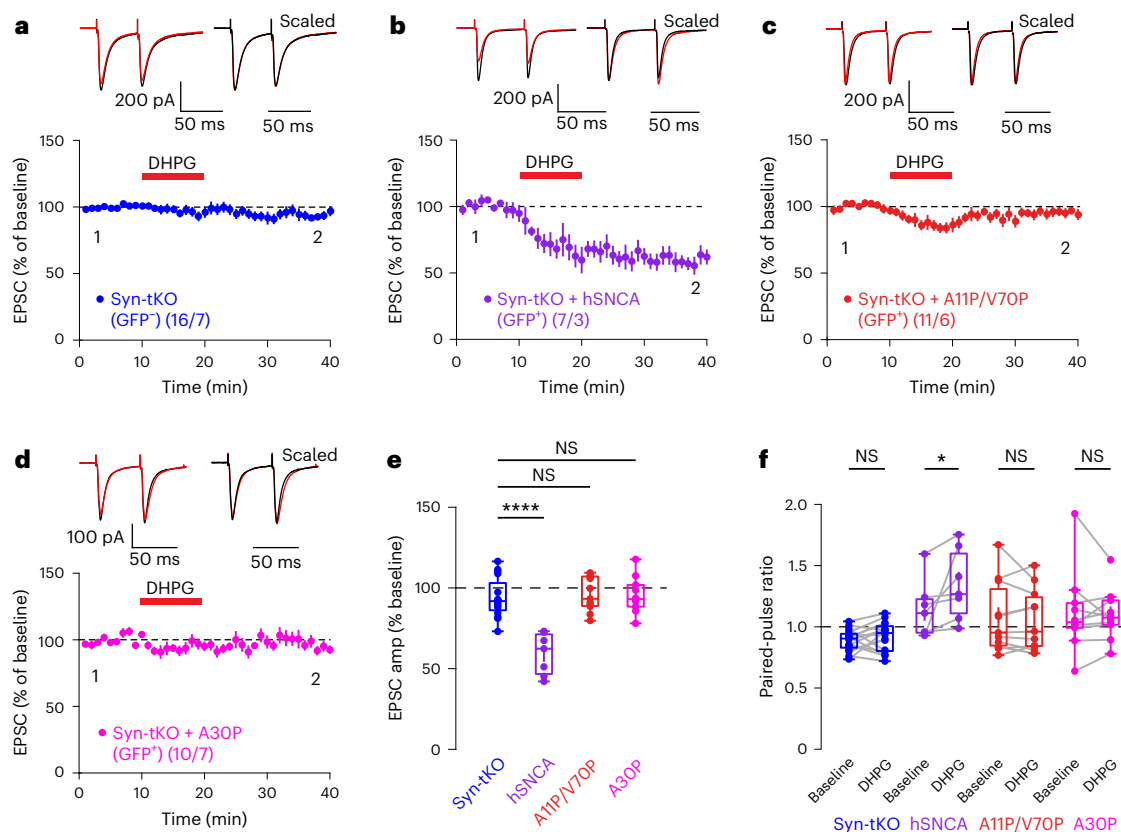 a
Scaled
200 pA
50 ms
50 ms
EPSC (% of baseline)
150
100
50
0
DHPG
1
2
Syn-tKO
(GFP⁻) (16/7)
0
10
20
30
40
Time (min)
b
Scaled
200 pA
50 ms
50 ms
EPSC (% of baseline)
150
100
50
0
DHPG
1
2
Syn-tKO + hSNCA
(GFP⁺) (7/3)
0
10
20
30
40
Time (min)
c
Scaled
200 pA
50 ms
50 ms
EPSC (% of baseline)
150
100
50
0
DHPG
1
2
Syn-tKO + A11P/V70P
(GFP⁺) (11/6)
0
10
20
30
40
Time (min)
d
Scaled
100 pA
50 ms
50 ms
EPSC (% of baseline)
150
100
50
0
DHPG
1
2
Syn-tKO + A30P
(GFP⁺) (10/7)
0
10
20
30
40
Time (min)
e
NS
NS
****
EPSC amp (% baseline)
150
100
50
0
Syn-tKO
hSNCA
A11P/V70P
A30P
f
NS
*
NS
NS
Paired-pulse ratio
2.0
1.5
1.0
0.5
0
Baseline
DHPG
Baseline
DHPG
Baseline
DHPG
Baseline
DHPG
Syn-tKO
hSNCA
A11P/V70P
A30P